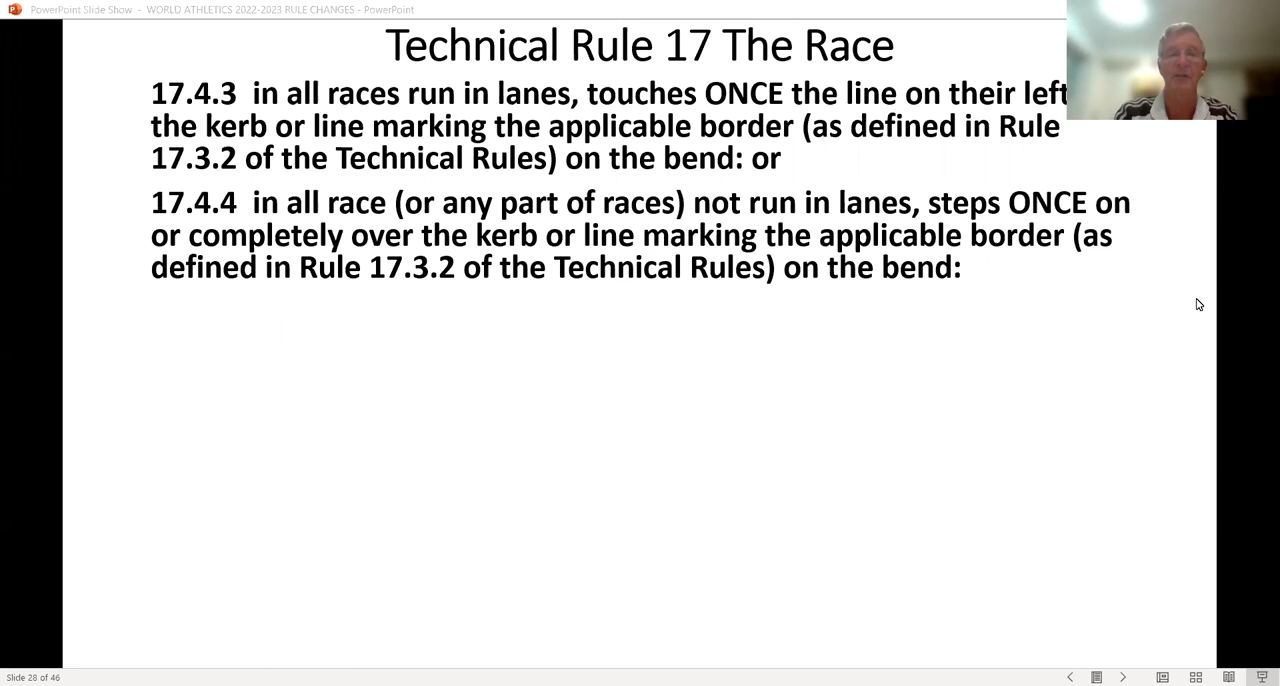 PowerPoint Slide Show - WORLD ATHLETICS 2022-2023 RULE CHANGES - PowerPoint
Technical Rule 17 The Race
17.4.3 in all races run in lanes, touches ONCE the line on their left
the kerb or line marking the applicable border (as defined in Rule
17.3.2 of the Technical Rules) on the bend: or
17.4.4 in all race (or any part of races) not run in lanes, steps ONCE on
or completely over the kerb or line marking the applicable border (as
defined in Rule 17.3.2 of the Technical Rules) on the bend:
Slide 28 of 46